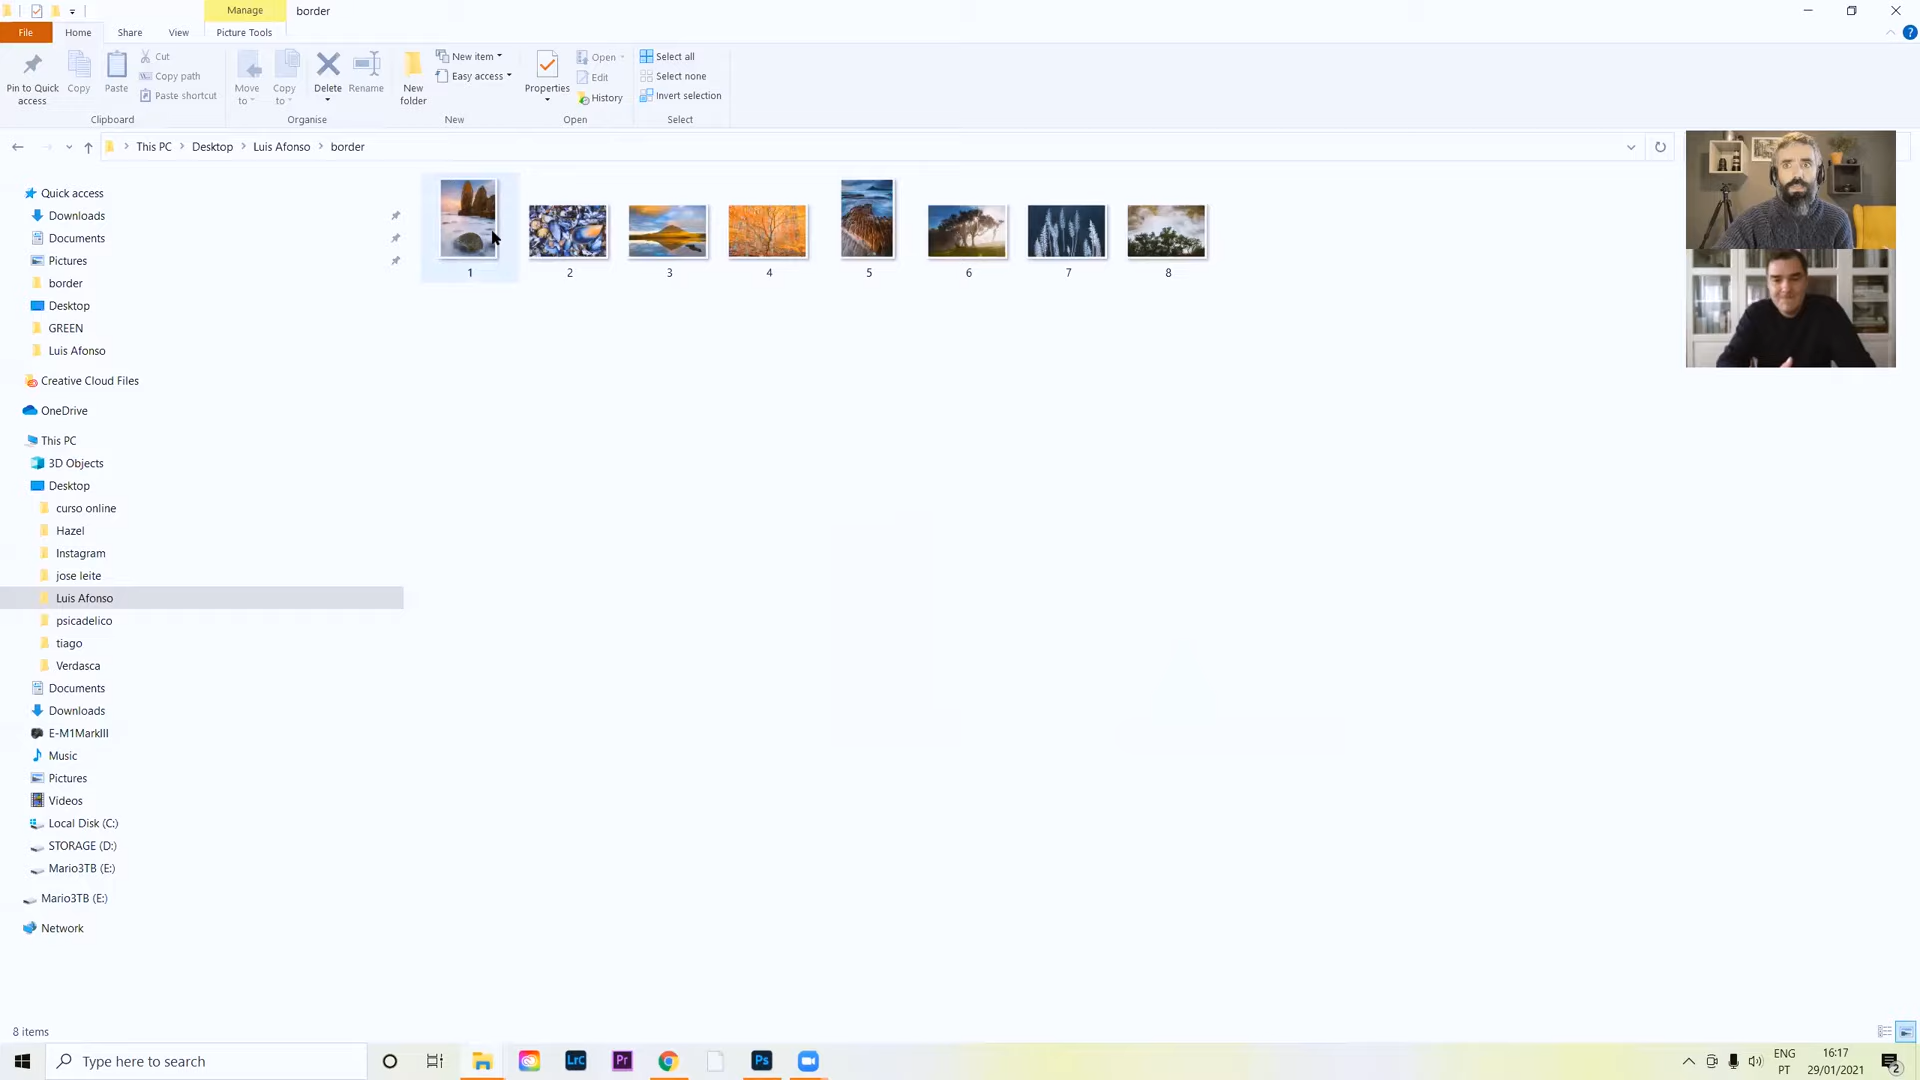 Manage
border
File
Home
Share
View
Picture Tools
Pin to Quick access
Copy
Paste
Cut
Copy path
Paste shortcut
Clipboard
Move to
Copy to
Delete
Rename
Organise
New folder
New item
Easy access
New
Properties
Open
Edit
History
Open
Select all
Select none
Invert selection
Select
This PC > Desktop > Luis Afonso > border
Quick access
Downloads
Documents
Pictures
border
Desktop
GREEN
Luis Afonso
Creative Cloud Files
OneDrive
This PC
3D Objects
Desktop
curso online
Hazel
Instagram
jose leite
Luis Afonso
psicadelico
tiago
Verdasca
Documents
Downloads
E-M1MarkIII
Music
Pictures
Videos
Local Disk (C:)
STORAGE (D:)
Mario3TB (E:)
Mario3TB (E:)
Network
1
2
3
4
5
6
7
8
8 items
Type here to search
LrC
Pr
Ps
ENG
PT
16:17
29/01/2021
2